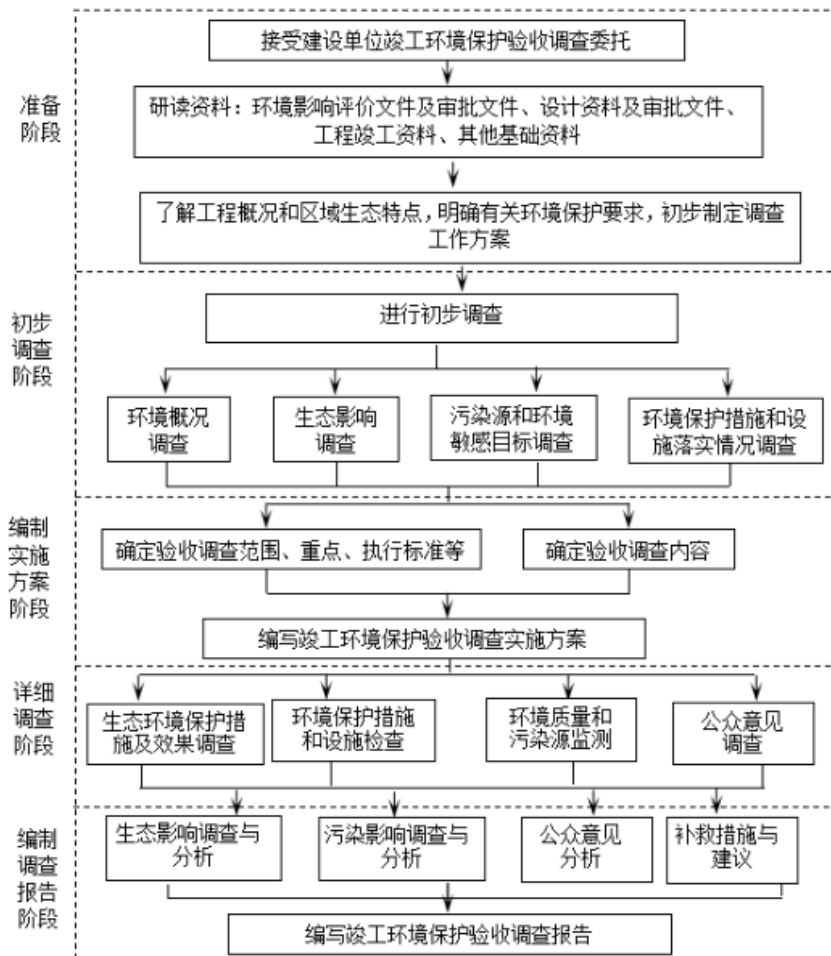 准备
阶段
接受建设单位竣工环境保护验收调查委托
研读资料：环境影响评价文件及审批文件、设计资料及审批文件、
工程竣工资料、其他基础资料
了解工程概况和区域生态特点，明确有关环境保护要求，初步制定调查
工作方案
初步
调查
阶段
进行初步调查
环境概况
调查
生态影响
调查
污染源和环境
敏感目标调查
环境保护措施和设
施落实情况调查
编制
实施
方案
阶段
确定验收调查范围、重点、执行标准等
确定验收调查内容
编写竣工环境保护验收调查实施方案
详细
调查
阶段
生态环境保护措
施及效果调查
环境保护措施
和设施检查
环境质量和
污染源监测
公众意见
调查
编制
调查
报告
阶段
生态影响调查与
分析
污染影响调查与
分析
公众意见
分析
补救措施与
建议
编写竣工环境保护验收调查报告